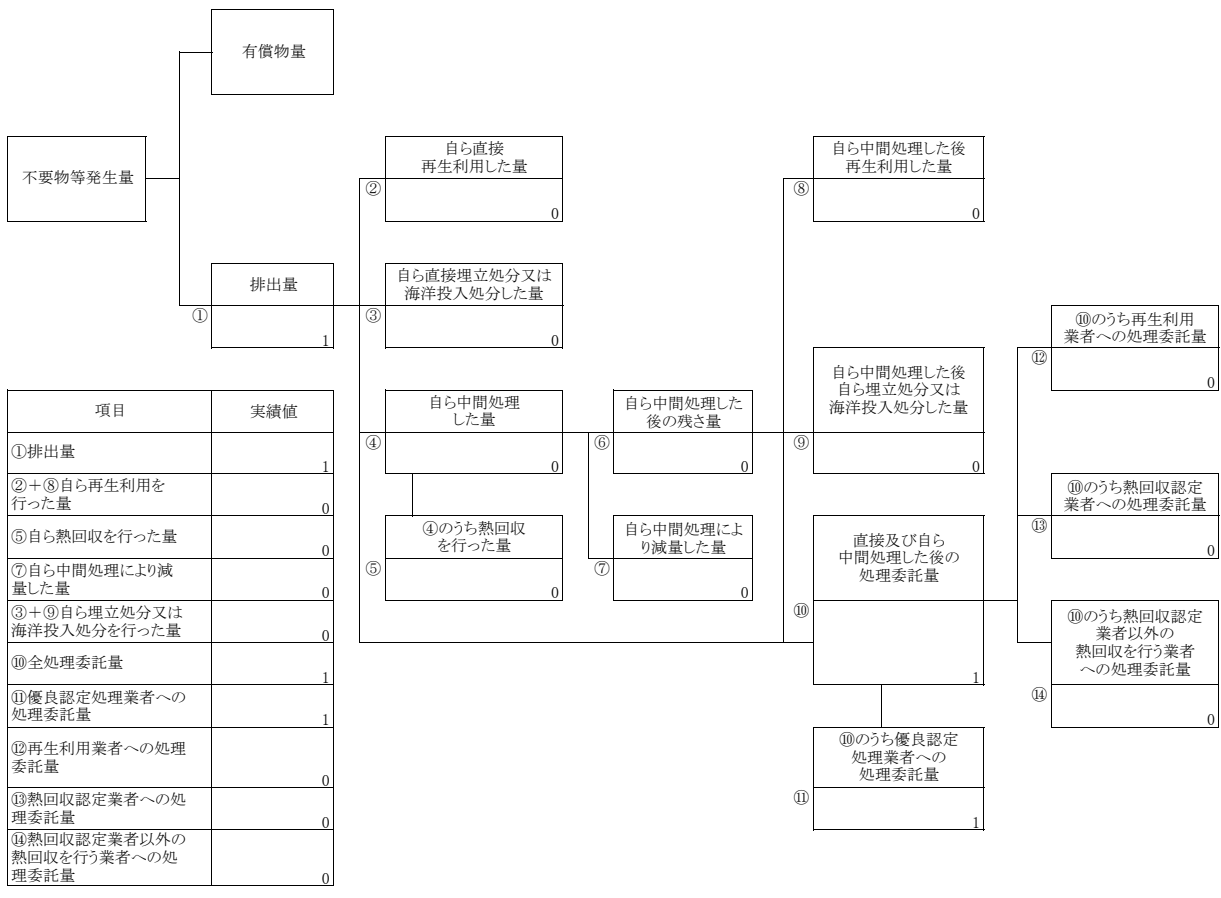 有償物量
不要物等発生量
排出量
①
1
自ら直接
再生利用した量
②
0
自ら直接埋立処分又は
海洋投入処分した量
③
0
自ら中間処理
した量
④
0
④のうち熱回収
を行った量
⑤
0
自ら中間処理した
後の残さ量
⑥
0
自ら中間処理によ
り減量した量
⑦
0
自ら中間処理した後
再生利用した量
⑧
0
自ら中間処理した後
自ら埋立処分又は
海洋投入処分した量
⑨
0
直接及び自ら
中間処理した後の
処理委託量
⑩
1
⑩のうち優良認定
処理業者への
処理委託量
⑪
1
⑩のうち再生利用
業者への処理委託量
⑫
0
⑩のうち熱回収認定
業者への処理委託量
⑬
0
⑩のうち熱回収認定
業者以外の
熱回収を行う業者
への処理委託量
⑭
0
項目 実績値
①排出量
1
②＋⑧自ら再生利用を
行った量
0
⑤自ら熱回収を行った量
0
⑦自ら中間処理により減
量した量
0
③＋⑨自ら埋立処分又は
海洋投入処分を行った量
0
⑩全処理委託量
1
⑪優良認定処理業者への
処理委託量
1
⑫再生利用業者への処理
委託量
0
⑬熱回収認定業者への処
理委託量
0
⑭熱回収認定業者以外の
熱回収を行う業者への処
理委託量
0